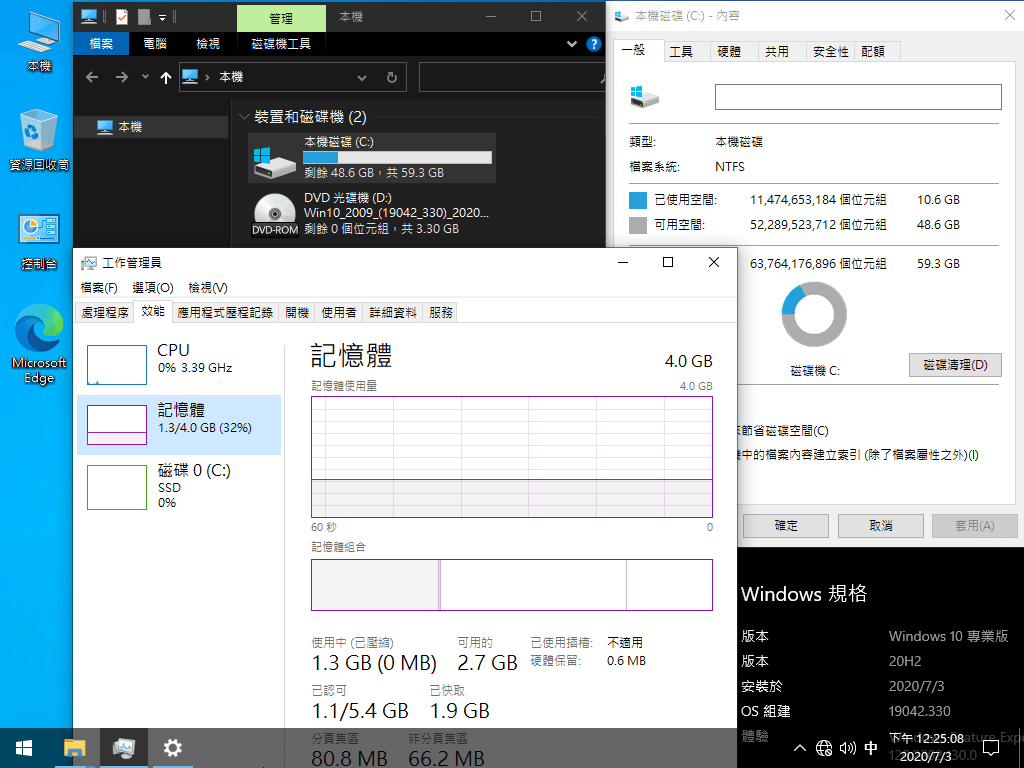 本機
資源回收筒
控制台
Microsoft
Edge
管理
本機
檔案
電腦
檢視
磁碟機工具
本機
本機
裝置和磁碟機 (2)
本機磁碟 (C:)
剩餘 48.6 GB，共 59.3 GB
DVD 光碟機 (D:)
Win10_2009_(19042_330)_2020...
DVD-ROM
剩餘 0 個位元組，共 3.30 GB
本機磁碟 (C:) - 內容
一般
工具
硬體
共用
安全性
配額
類型:
本機磁碟
檔案系統:
NTFS
已使用空間:
11,474,653,184 個位元組
10.6 GB
可用空間:
52,289,523,712 個位元組
48.6 GB
63,764,176,896 個位元組
59.3 GB
磁碟機 C:
磁碟清理(D)
節省磁碟空間(C)
中的檔案內容建立索引 (除了檔案屬性之外)(I)
確定
取消
套用(A)
工作管理員
檔案(F)
選項(O)
檢視(V)
處理程序
效能
應用程式歷程記錄
開機
使用者
詳細資料
服務
CPU
0% 3.39 GHz
記憶體
1.3/4.0 GB (32%)
磁碟 0 (C:)
SSD
0%
記憶體
4.0 GB
記憶體使用量
4.0 GB
60 秒
0
記憶體組合
使用中 (已壓縮)
1.3 GB (0 MB)
可用的
2.7 GB
已使用插槽:
不適用
硬體保留:
0.6 MB
已認可
1.1/5.4 GB
已快取
1.9 GB
分頁集區
80.8 MB
非分頁集區
66.2 MB
Windows 規格
版本
Windows 10 專業版
版本
20H2
安裝於
2020/7/3
OS 組建
19042.330
體驗
中
下午 12:25:08
2020/7/3